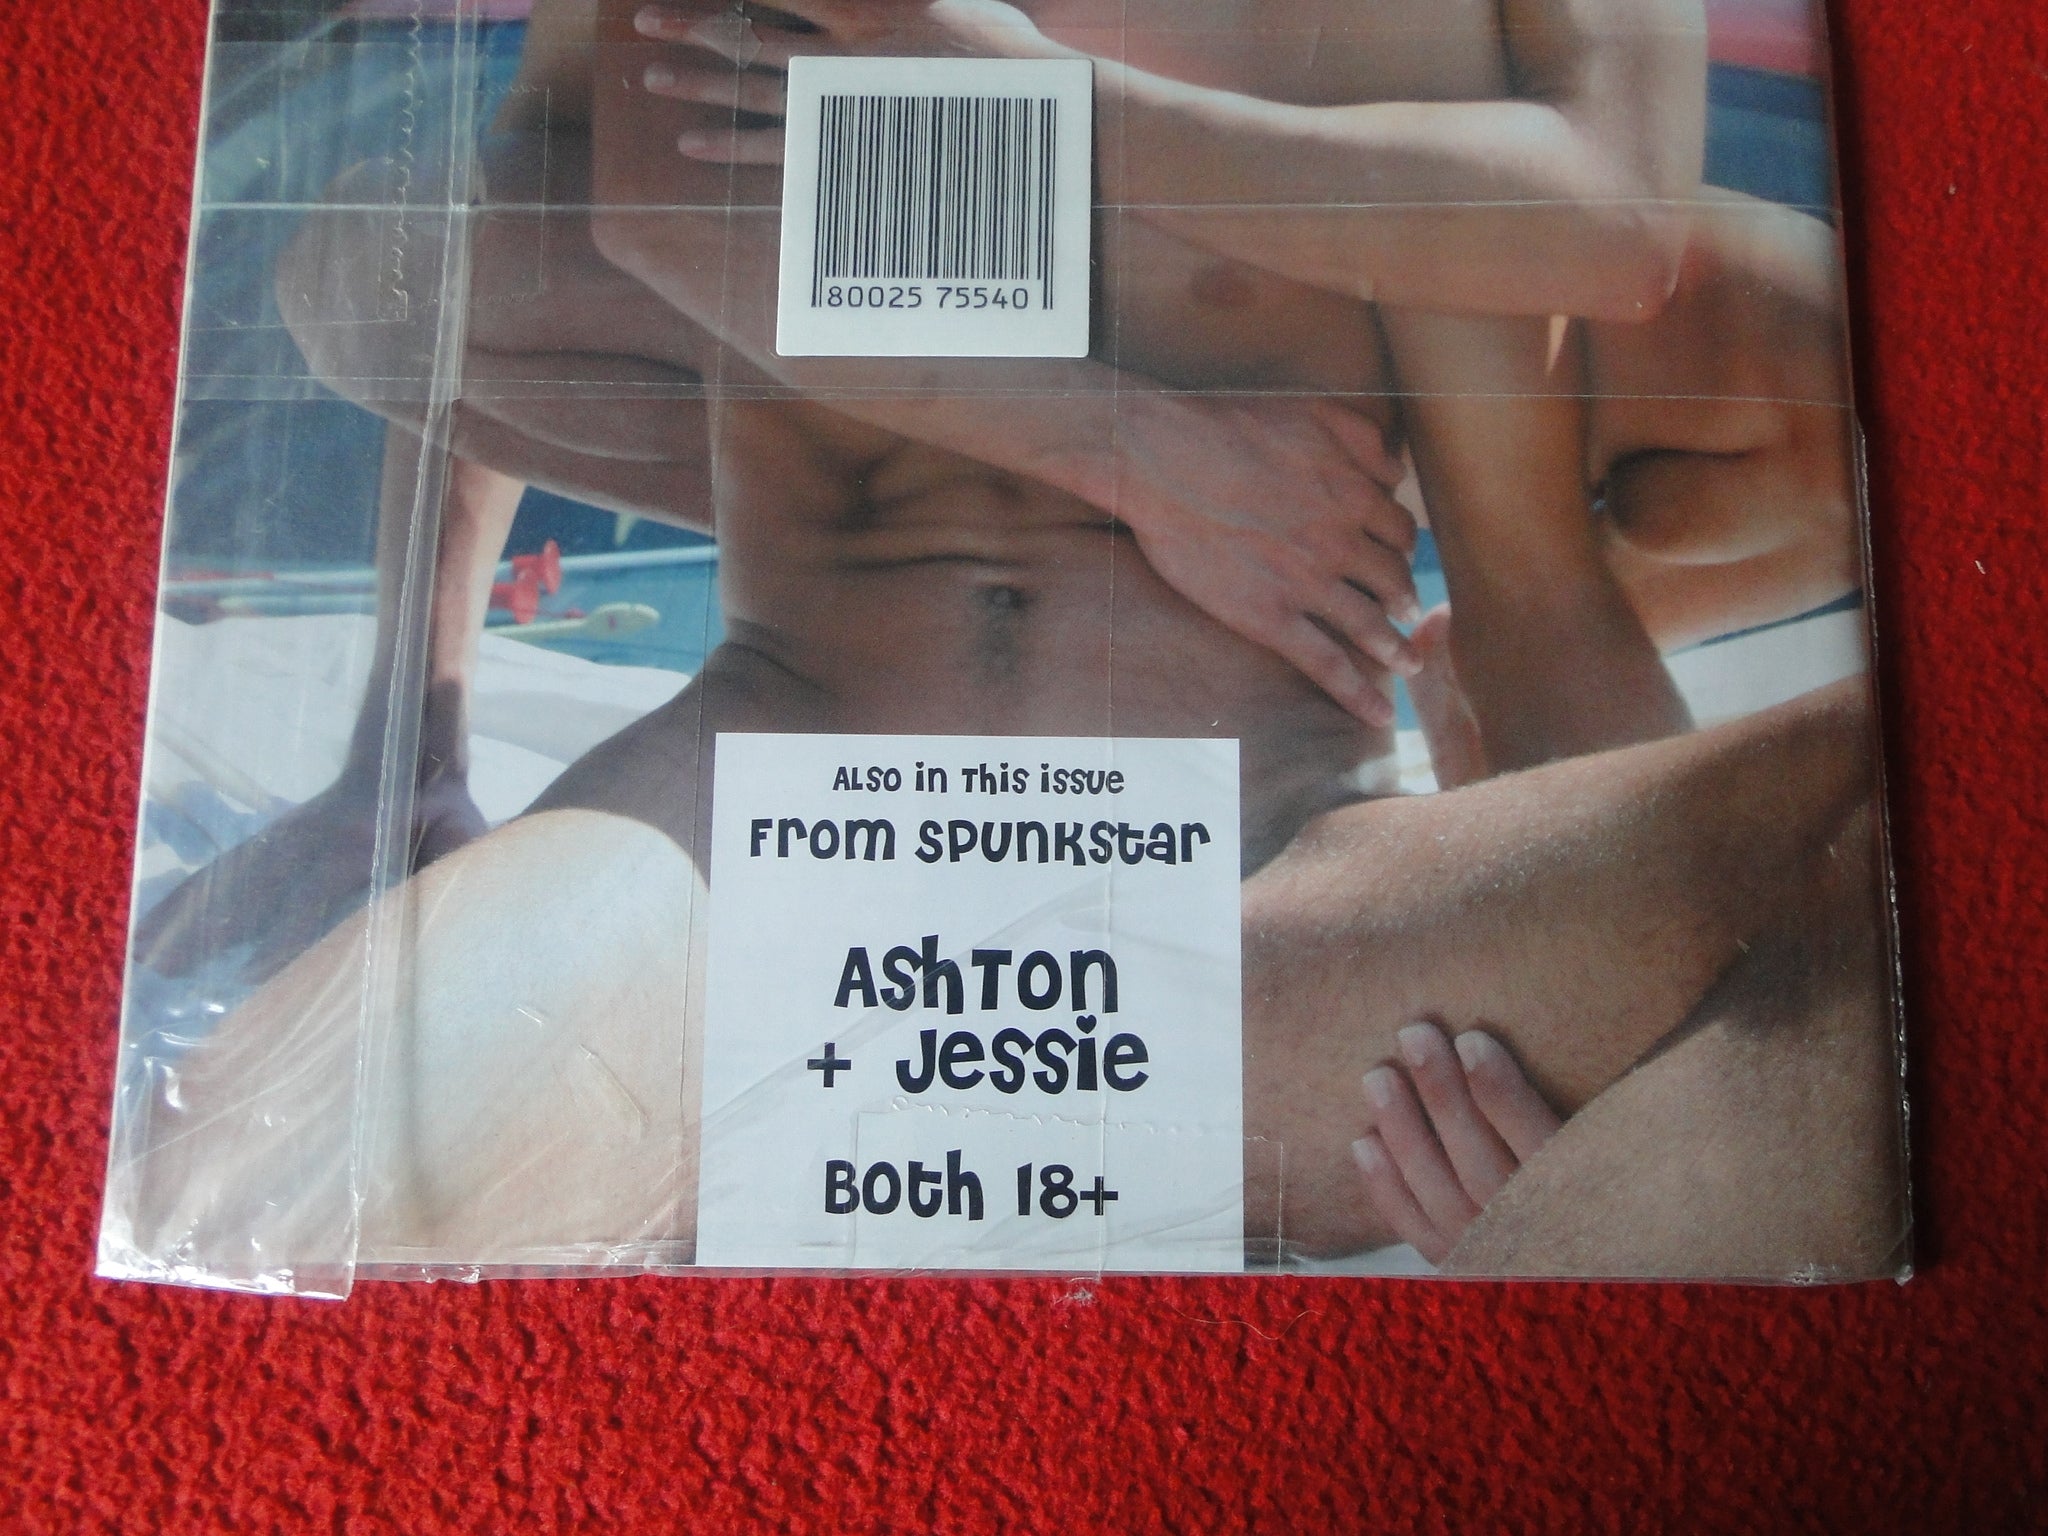 80025 75540
ALSO in This issue
From Spunkstar
Ashton
+ Jessie
Both 18+